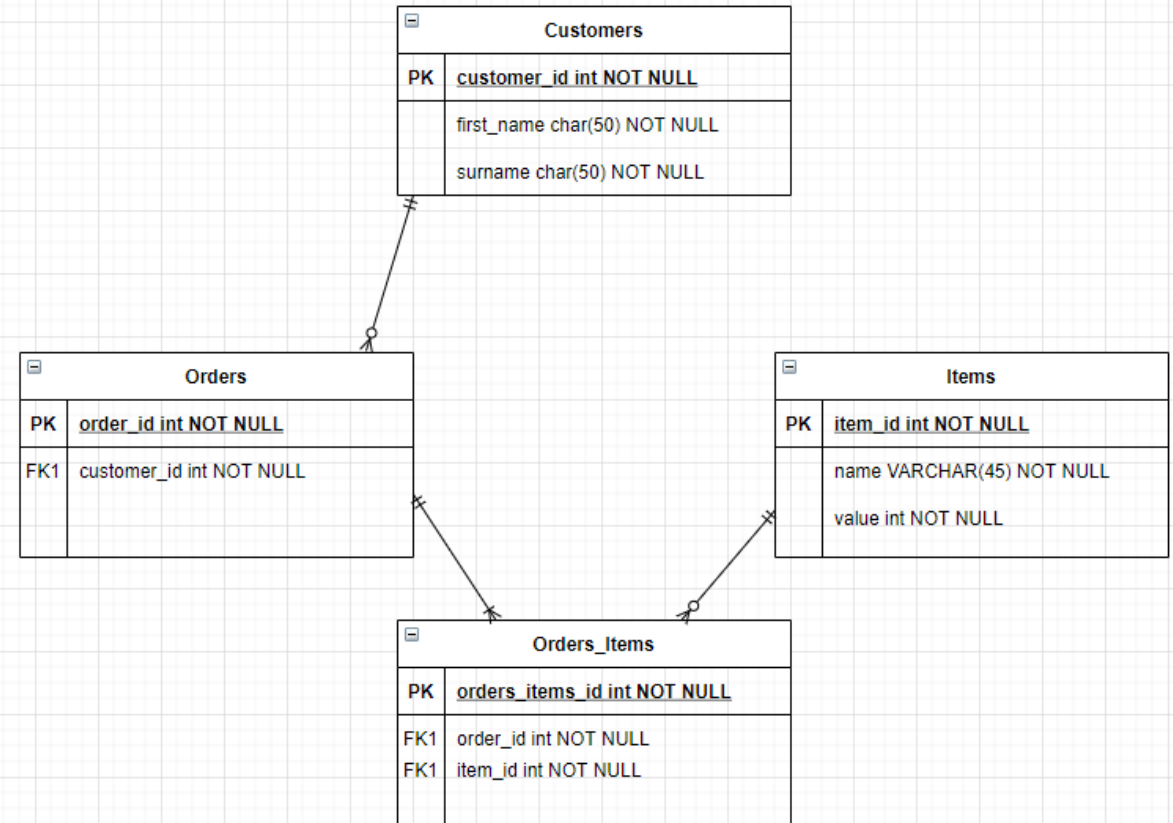 Customers
PK customer_id int NOT NULL
first_name char(50) NOT NULL
surname char(50) NOT NULL
Orders
PK order_id int NOT NULL
FK1 customer_id int NOT NULL
Items
PK item_id int NOT NULL
name VARCHAR(45) NOT NULL
value int NOT NULL
Orders_Items
PK orders_items_id int NOT NULL
FK1 order_id int NOT NULL
FK1 item_id int NOT NULL